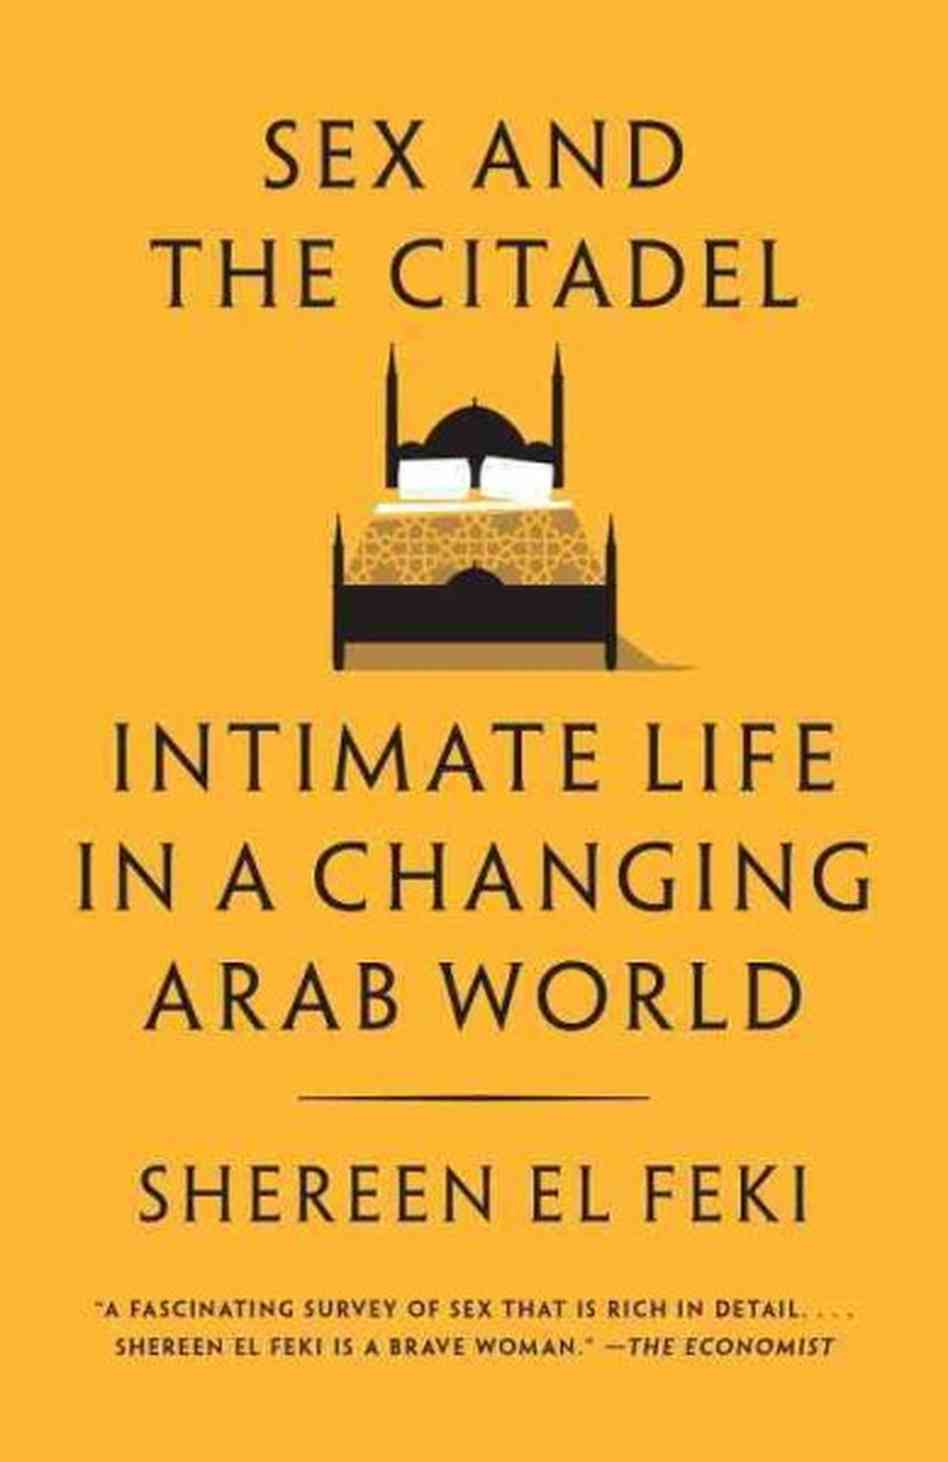 SEX AND
THE CITADEL
INTIMATE LIFE
IN A CHANGING
ARAB WORLD
SHEREEN EL FEKI
"A FASCINATING SURVEY OF SEX THAT IS RICH IN DETAIL. . . .
SHEREEN EL FEKI IS A BRAVE WOMAN." —THE ECONOMIST